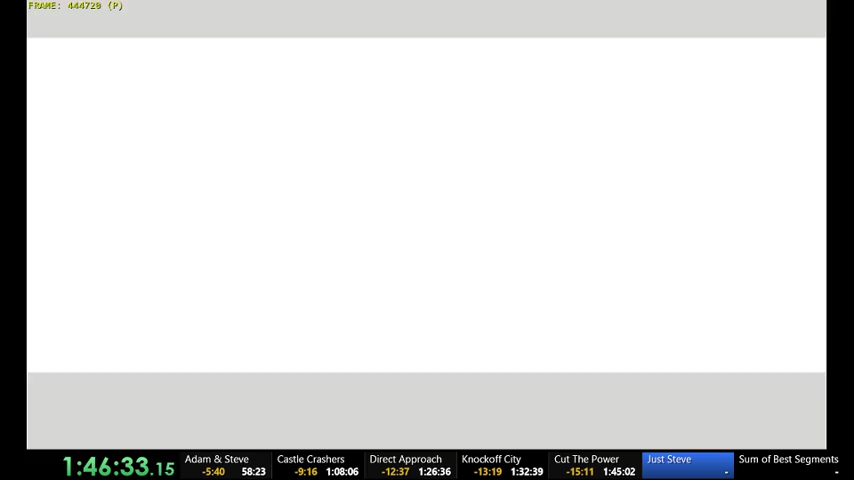 FRAME: 444720 (P)
1:46:33.15
Adam & Steve
-5:40 58:23
Castle Crashers
-9:16 1:08:06
Direct Approach
-12:37 1:26:36
Knockoff City
-13:19 1:32:39
Cut The Power
-15:11 1:45:02
Just Steve
-
Sum of Best Segments
-